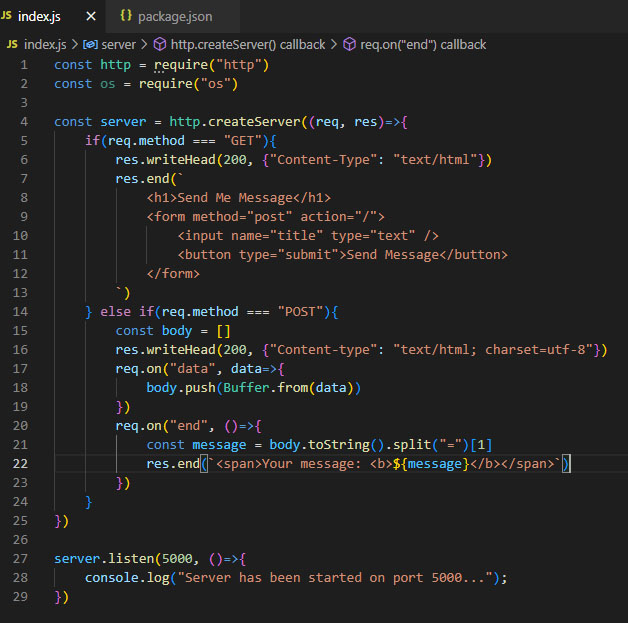 JS index.js × {} package.json
JS index.js > server > http.createServer() callback > req.on("end") callback
1 const http = require("http")
2 const os = require("os")
3
4 const server = http.createServer((req, res)=>{
5 if(req.method === "GET"){
6 res.writeHead(200, {"Content-Type": "text/html"})
7 res.end(`
8 <h1>Send Me Message</h1>
9 <form method="post" action="/">
10 <input name="title" type="text" />
11 <button type="submit">Send Message</button>
12 </form>
13 `)
14 } else if(req.method === "POST"){
15 const body = []
16 res.writeHead(200, {"Content-type": "text/html; charset=utf-8"})
17 req.on("data", data=>{
18 body.push(Buffer.from(data))
19 })
20 req.on("end", ()=>{
21 const message = body.toString().split("=")[1]
22 res.end(`<span>Your message: <b>${message}</b></span>`)
23 })
24 }
25 })
26
27 server.listen(5000, ()=>{
28 console.log("Server has been started on port 5000...");
29 })